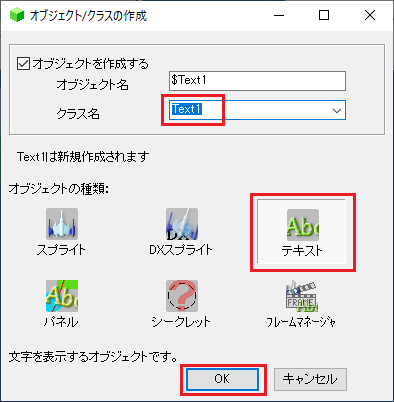 オブジェクト/クラスの作成
オブジェクトを作成する
オブジェクト名 $Text1
クラス名 Text1
Text1は新規作成されます
オブジェクトの種類:
スプライト DXスプライト テキスト
パネル シークレット フレームマネージャ
文字を表示するオブジェクトです。
OK キャンセル